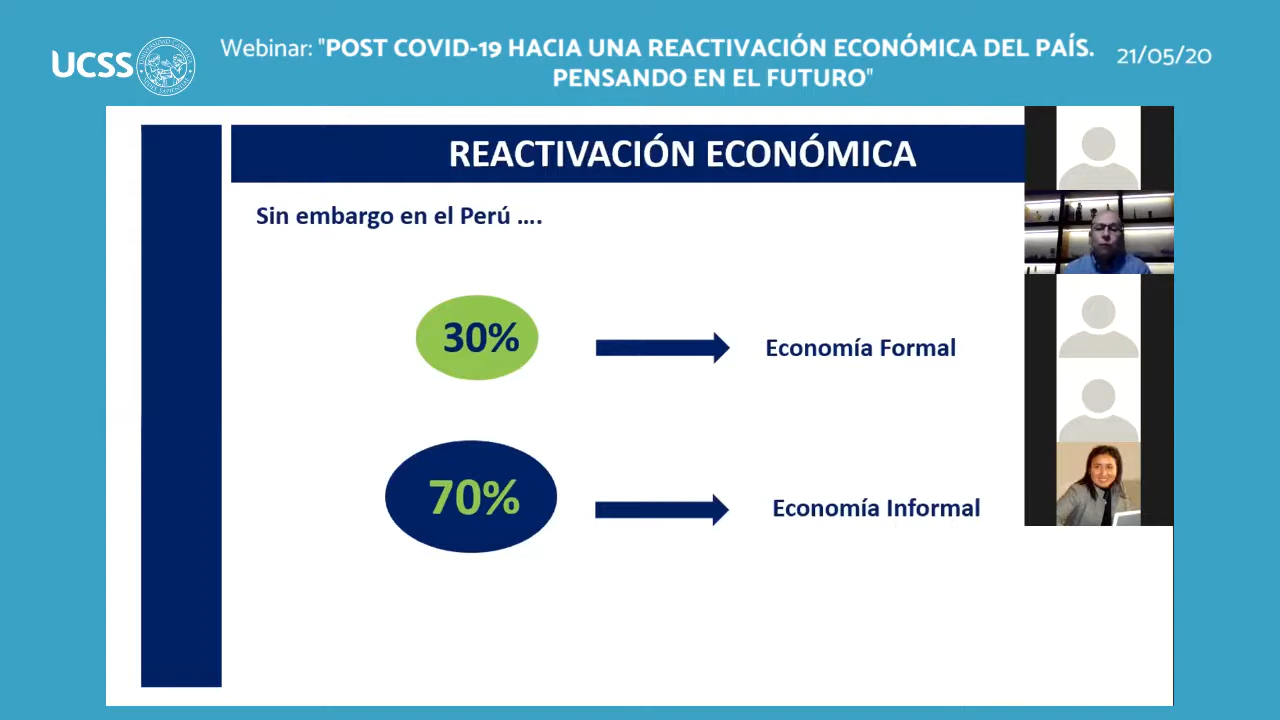 UCSS
Webinar: "POST COVID-19 HACIA UNA REACTIVACIÓN ECONÓMICA DEL PAÍS.
PENSANDO EN EL FUTURO"
21/05/20
REACTIVACIÓN ECONÓMICA
Sin embargo en el Perú ....
30%
Economía Formal
70%
Economía Informal